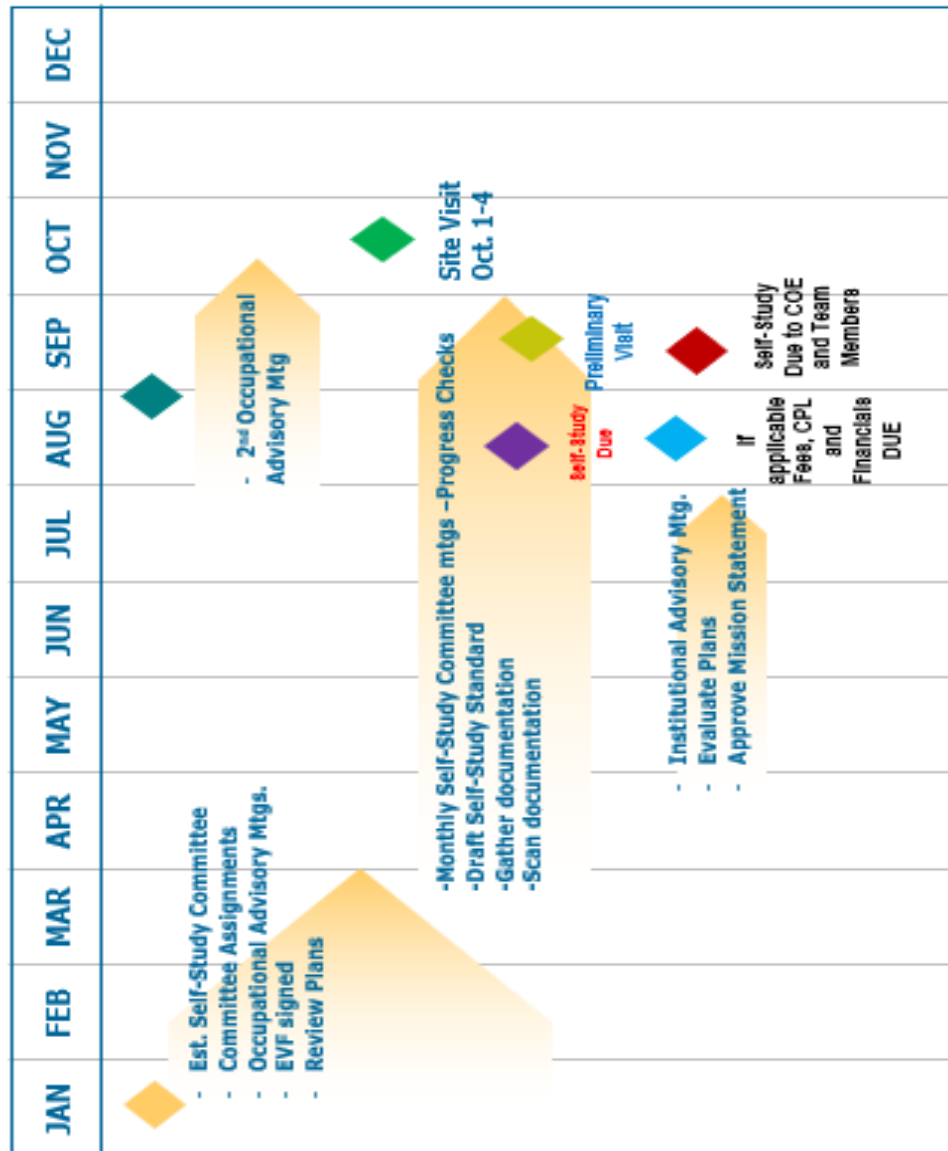 JAN
FEB
MAR
APR
MAY
JUN
JUL
AUG
SEP
OCT
NOV
DEC
- Est. Self-Study Committee
- Committee Assignments
- Occupational Advisory Mtgs.
- EVF signed
- Review Plans
- 2nd Occupational
Advisory Mtg
Site Visit
Oct. 1-4
-Monthly Self-Study Committee mtgs –Progress Checks
-Draft Self-Study Standard
-Gather documentation
-Scan documentation
Self-Study
Due
Preliminary
Visit
- Institutional Advisory Mtg.
- Evaluate Plans
- Approve Mission Statement
If
applicable
Fees, CPL
and
Financials
DUE
Self-Study
Due to COE
and Team
Members